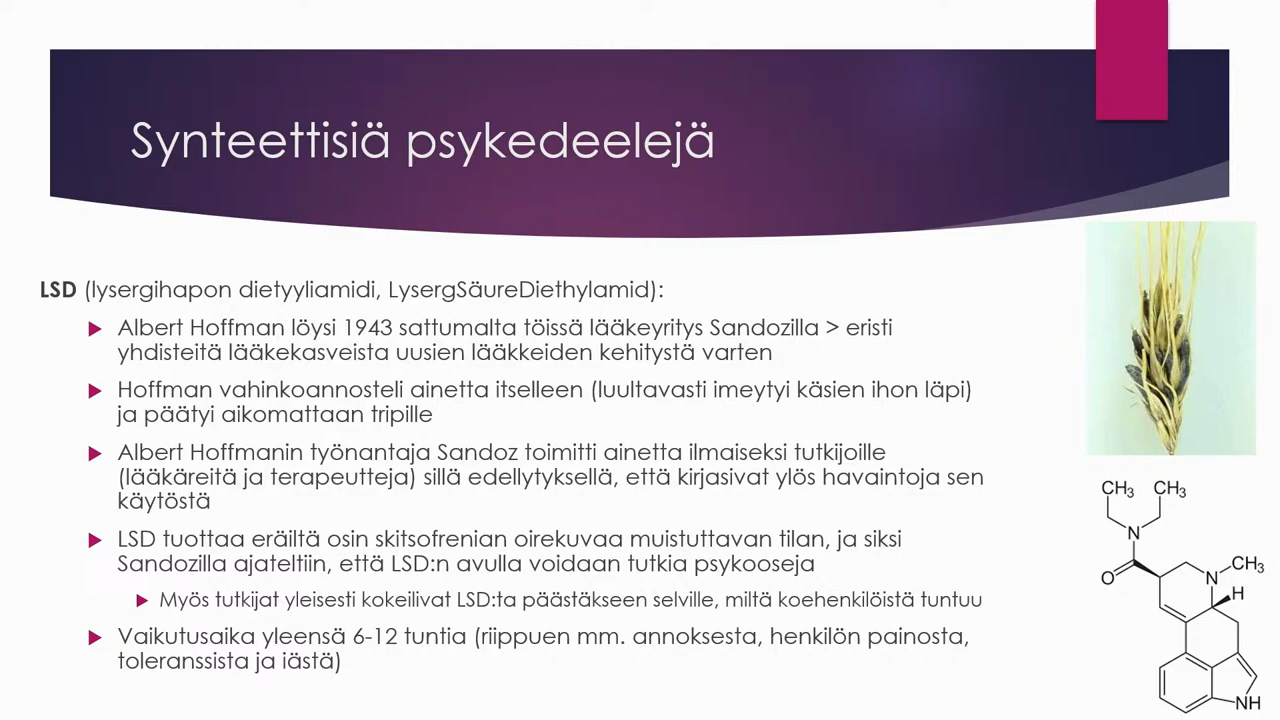 Synteettisiä psykedeelejä
LSD (lysergihapon dietyyliamidi, LysergSäureDiethylamid):
Albert Hoffman löysi 1943 sattumalta töissä lääkeyritys Sandozilla > eristi
yhdisteitä lääkekasveista uusien lääkkeiden kehitystä varten
Hoffman vahinkoannosteli ainetta itselleen (luultavasti imeytyi käsien ihon läpi)
ja päätyi aikomattaan tripille
Albert Hoffmanin työnantaja Sandoz toimitti ainetta ilmaiseksi tutkijoille
(lääkäreitä ja terapeutteja) sillä edellytyksellä, että kirjasivat ylös havaintoja sen
käytöstä
LSD tuottaa eräiltä osin skitsofrenian oirekuvaa muistuttavan tilan, ja siksi
Sandozilla ajateltiin, että LSD:n avulla voidaan tutkia psykooseja
Myös tutkijat yleisesti kokeilivat LSD:ta päästäkseen selville, miltä koehenkilöistä tuntuu
Vaikutusaika yleensä 6-12 tuntia (riippuen mm. annoksesta, henkilön painosta,
toleranssista ja iästä)
CH3 CH3
N
O
N CH3
H
NH